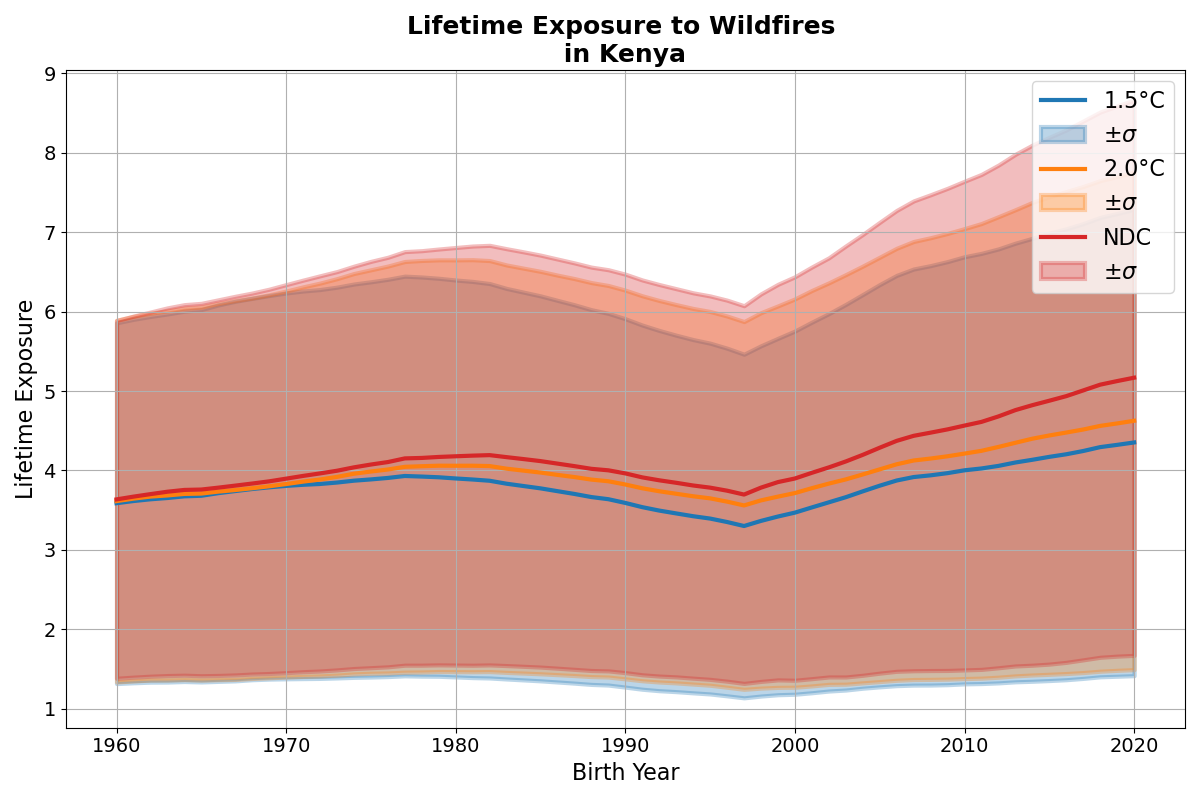 Lifetime Exposure to Wildfires
in Kenya
Lifetime Exposure
9
8
7
6
5
4
3
2
1
1.5°C
±σ
2.0°C
±σ
NDC
±σ
1960
1970
1980
1990
2000
2010
2020
Birth Year